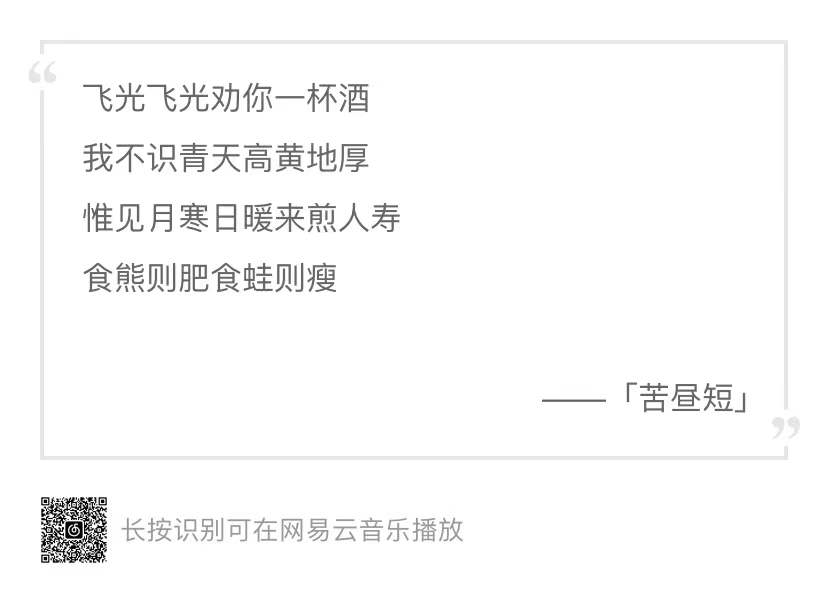 飞光飞光劝你一杯酒
我不识青天高黄地厚
惟见月寒日暖来煎人寿
食熊则肥食蛙则瘦
——「苦昼短」
长按识别可在网易云音乐播放